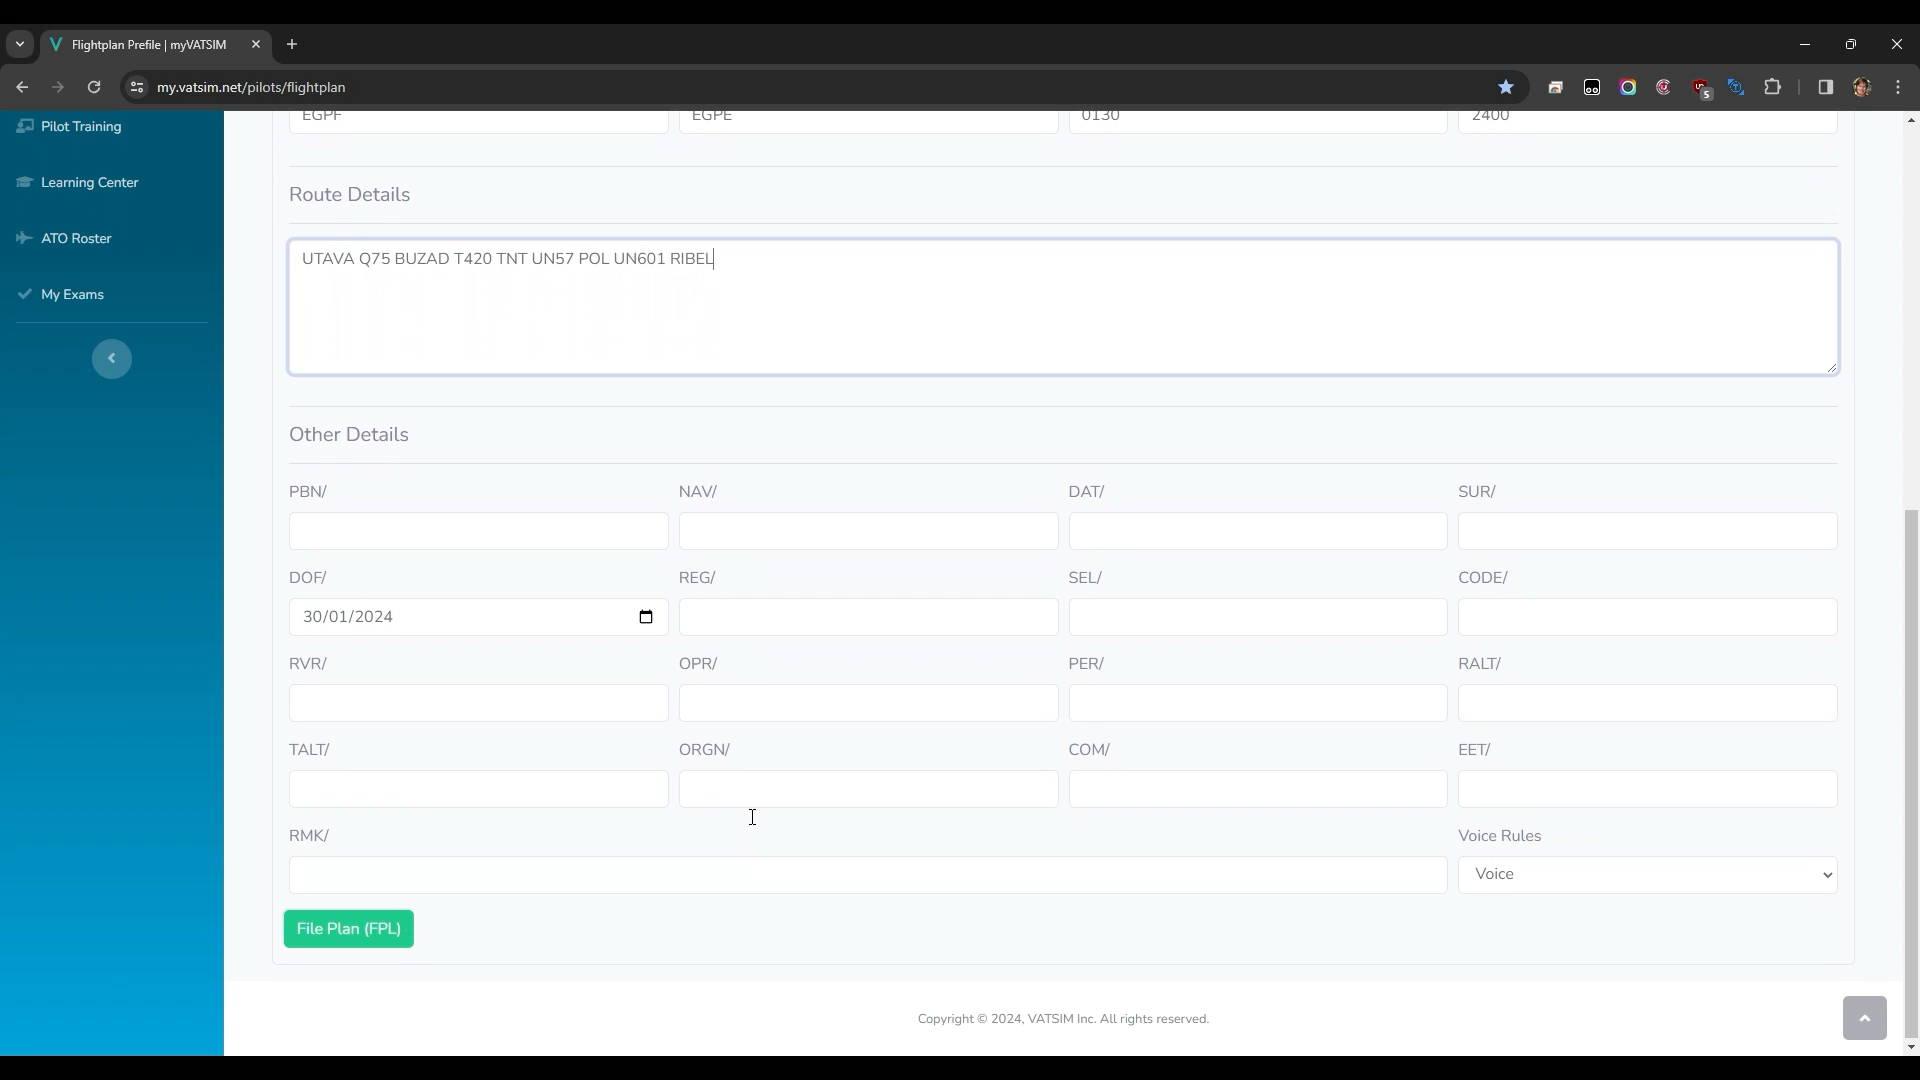 Flightplan Prefile | myVATSIM
my.vatsim.net/pilots/flightplan
5
Pilot Training
Learning Center
ATO Roster
My Exams
EGPF
EGPE
0130
2400
Route Details
UTAVA Q75 BUZAD T420 TNT UN57 POL UN601 RIBEL
Other Details
PBN/
NAV/
DAT/
SUR/
DOF/
REG/
SEL/
CODE/
30/01/2024
RVR/
OPR/
PER/
RALT/
TALT/
ORGN/
COM/
EET/
RMK/
Voice Rules
Voice
File Plan (FPL)
Copyright © 2024, VATSIM Inc. All rights reserved.